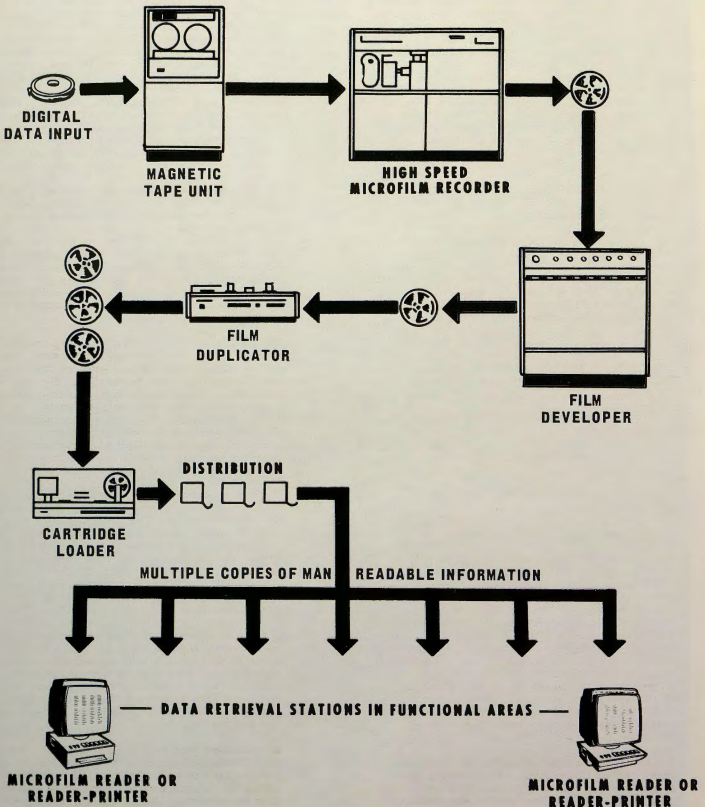 DIGITAL
DATA INPUT
MAGNETIC
TAPE UNIT
HIGH SPEED
MICROFILM RECORDER
FILM
DUPLICATOR
FILM
DEVELOPER
CARTRIDGE
LOADER
DISTRIBUTION
MULTIPLE COPIES OF MAN READABLE INFORMATION
DATA RETRIEVAL STATIONS IN FUNCTIONAL AREAS
MICROFILM READER OR
READER-PRINTER
MICROFILM READER OR
READER-PRINTER